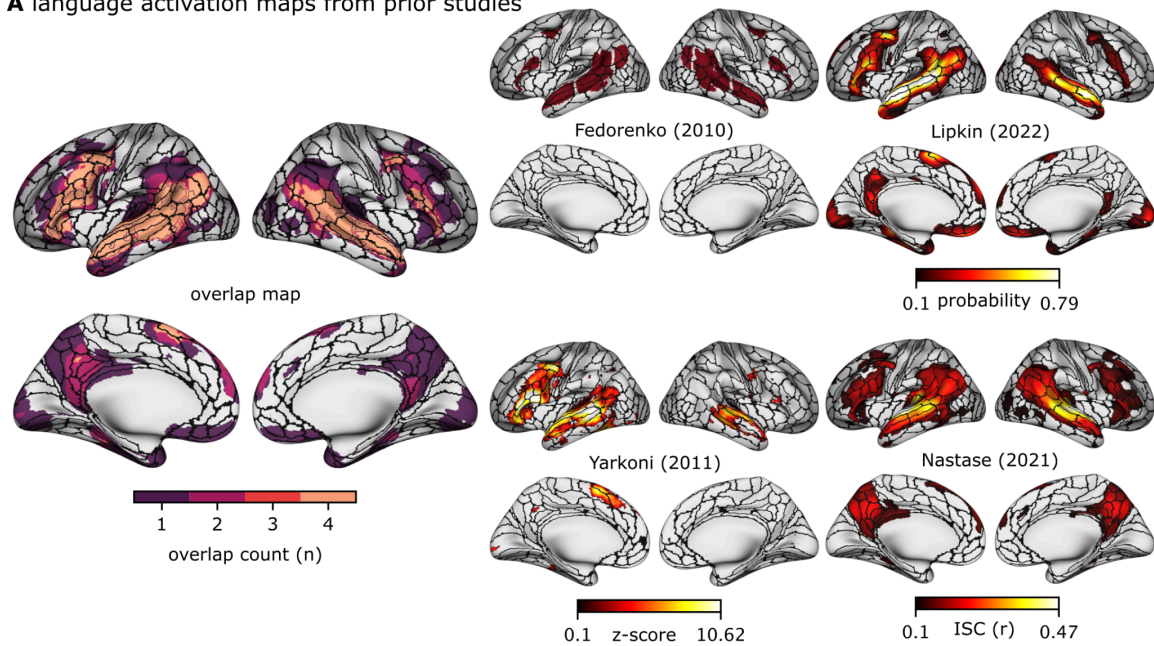 A language activation maps from prior studies
Fedorenko (2010)
Lipkin (2022)
overlap map
0.1 probability 0.79
1 2 3 4
overlap count (n)
Yarkoni (2011)
Nastase (2021)
0.1 z-score 10.62
0.1 ISC (r) 0.47